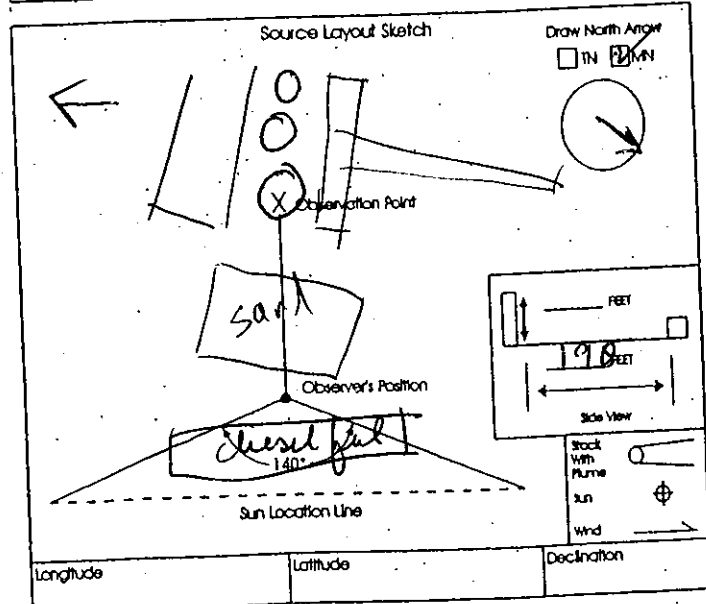 Source Layout Sketch
Draw North Arrow
TN MN
X Observation Point
sand
FEET
190 FEET
Observer's Position
Side View
diesel fuel
140°
Stack With Plume
Sun
Sun Location Line
Wind
Longitude Latitude Declination